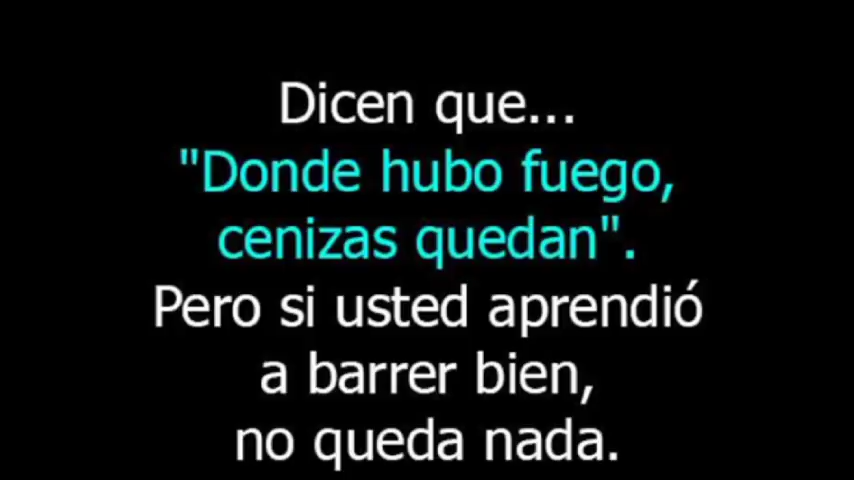 Dicen que...
"Donde hubo fuego,
cenizas quedan".
Pero si usted aprendió
a barrer bien,
no queda nada.